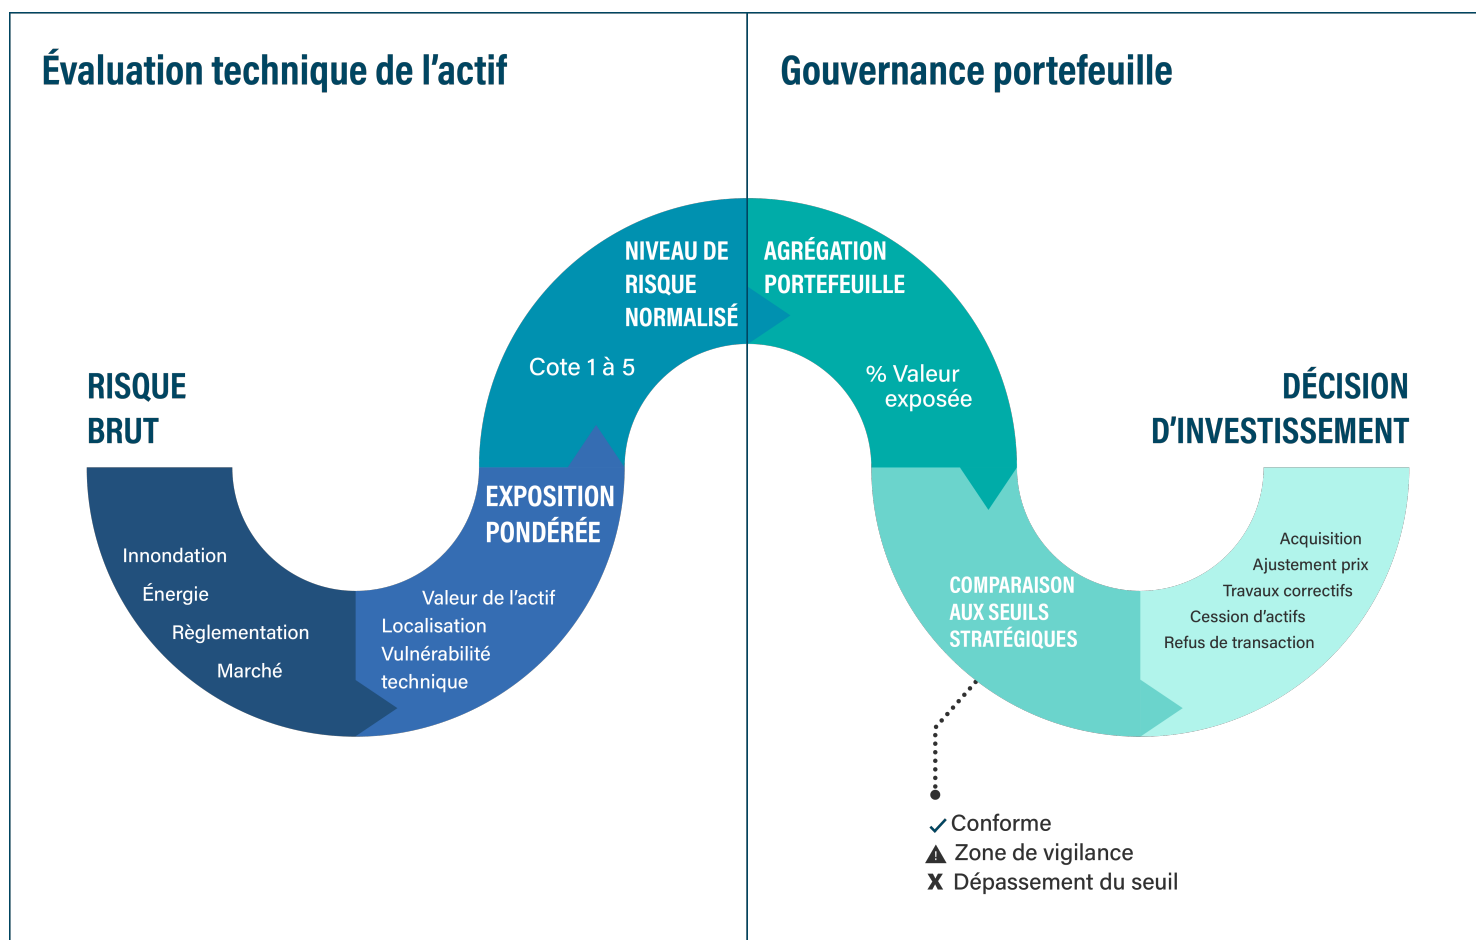 Évaluation technique de l'actif
Gouvernance portefeuille
RISQUE
BRUT
Innondation
Énergie
Règlementation
Marché
EXPOSITION
PONDÉRÉE
Valeur de l'actif
Localisation
Vulnérabilité
technique
NIVEAU DE
RISQUE
NORMALISÉ
Cote 1 à 5
AGRÉGATION
PORTEFEUILLE
% Valeur
exposée
COMPARAISON
AUX SEUILS
STRATÉGIQUES
Conforme
Zone de vigilance
X Dépassement du seuil
DÉCISION
D'INVESTISSEMENT
Acquisition
Ajustement prix
Travaux correctifs
Cession d'actifs
Refus de transaction